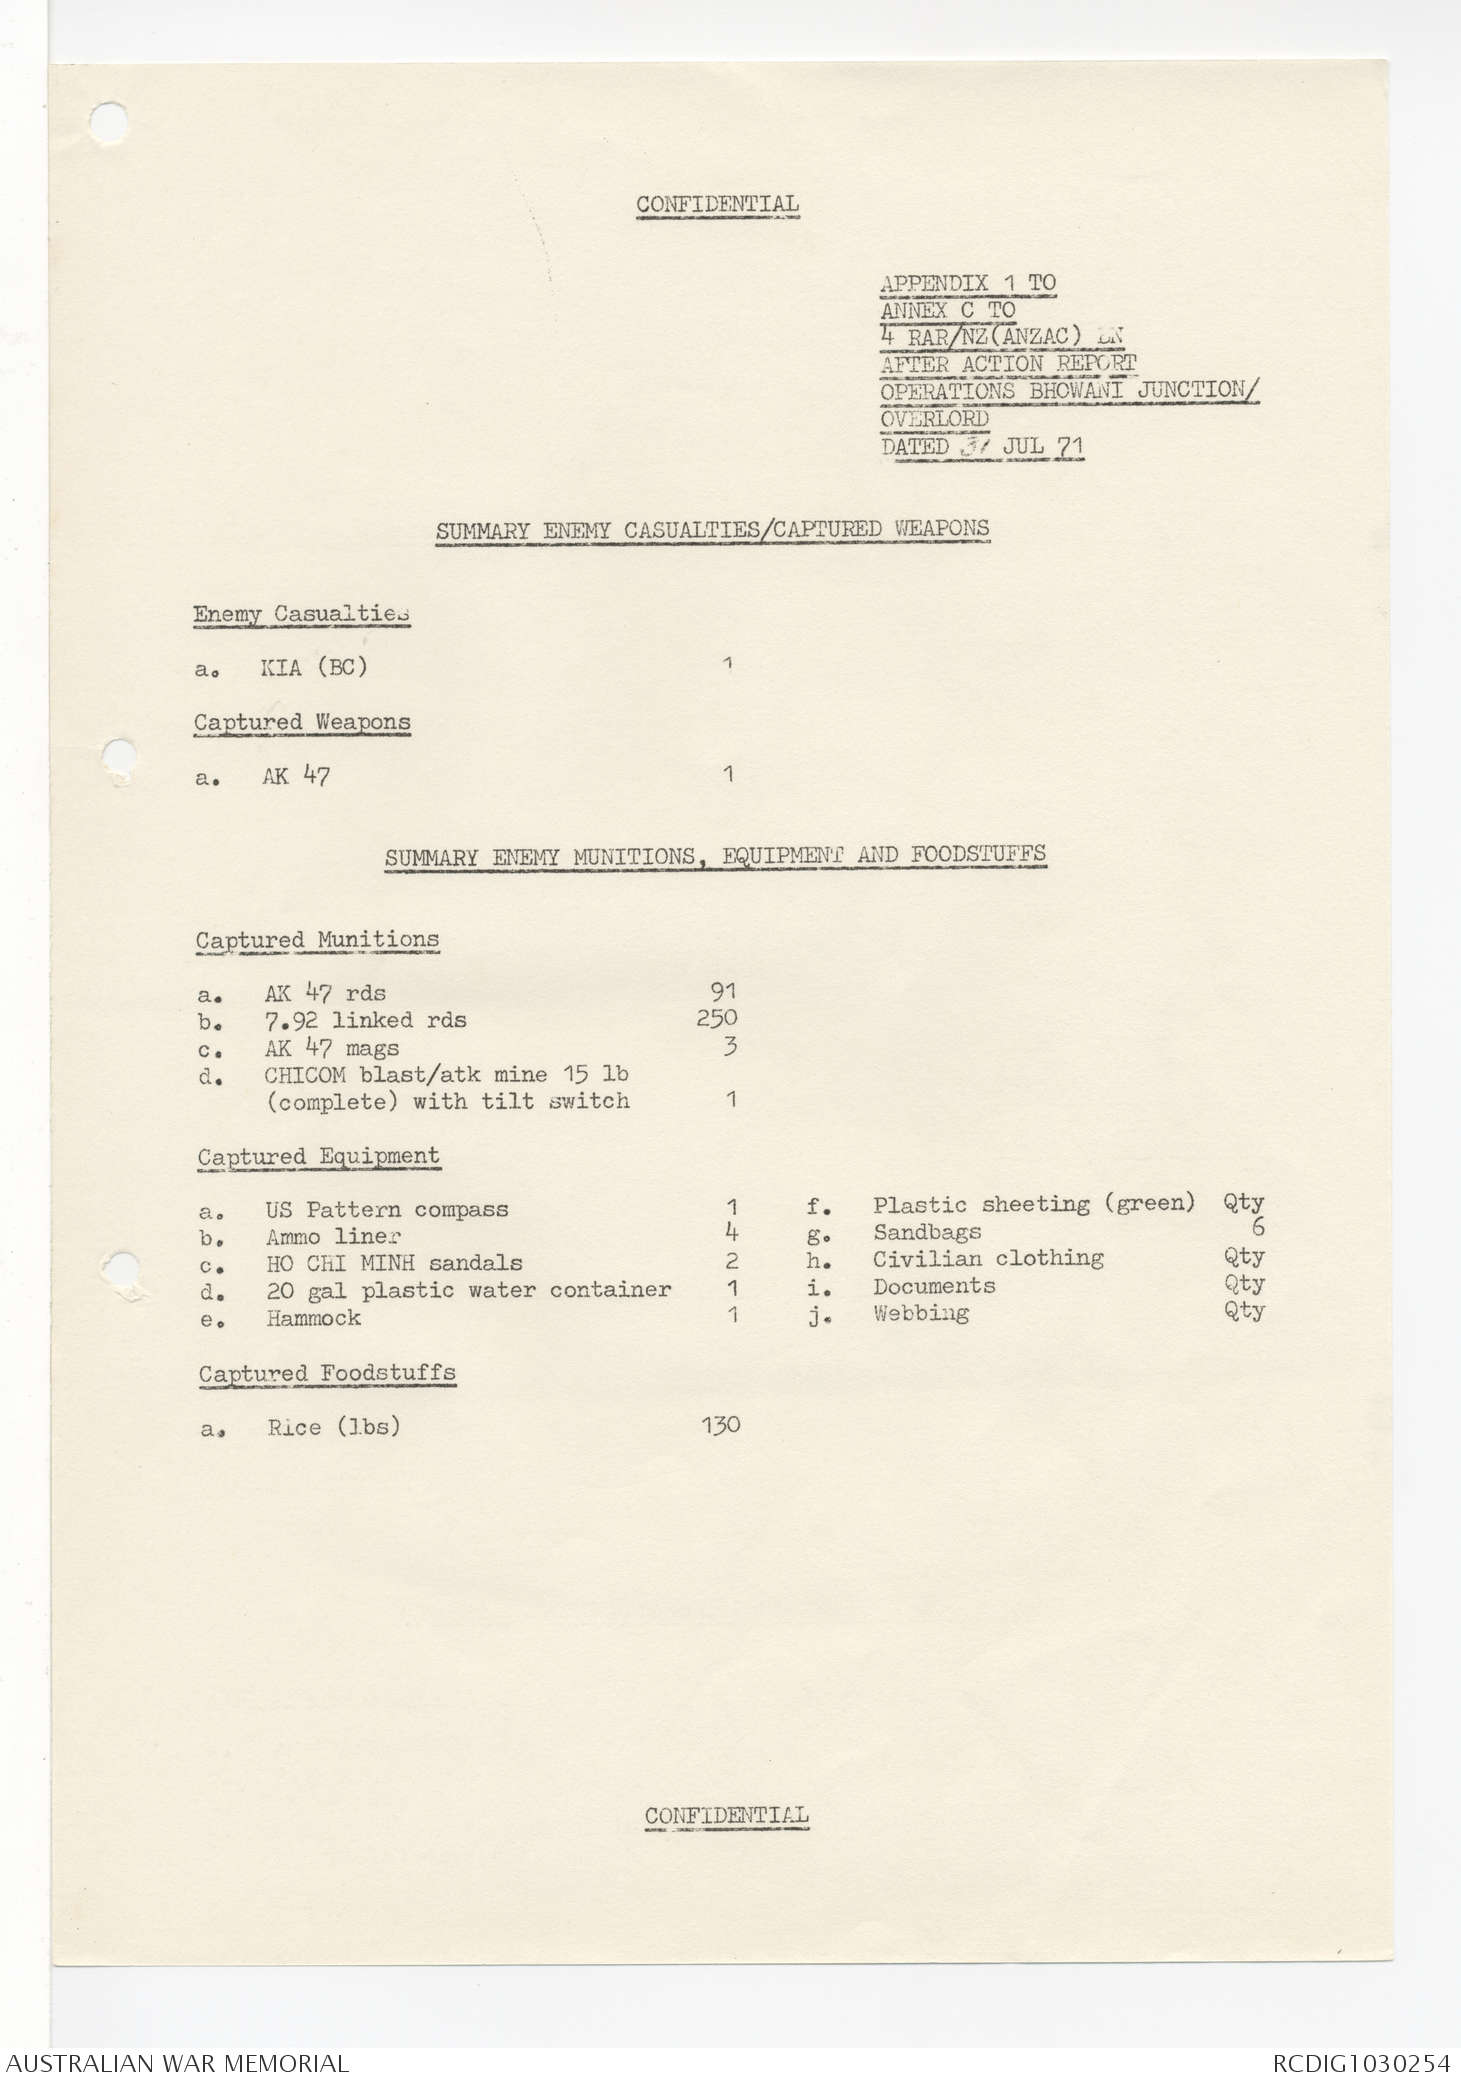 CONFIDENTIAL
APPENDIX 1 TO
ANNEX C TO
4 RAR/NZ(ANZAC) BN
AFTER ACTION REPORT
OPERATIONS BHOWANI JUNCTION/
OVERLORD
DATED 31 JUL 71
SUMMARY ENEMY CASUALTIES/CAPTURED WEAPONS
Enemy Casualties
a. KIA (BC) 1
Captured Weapons
a. AK 47 1
SUMMARY ENEMY MUNITIONS, EQUIPMENT AND FOODSTUFFS
Captured Munitions
a. AK 47 rds 91
b. 7.92 linked rds 250
c. AK 47 mags 3
d. CHICOM blast/atk mine 15 lb
(complete) with tilt switch 1
Captured Equipment
a. US Pattern compass 1 f. Plastic sheeting (green) Qty
b. Ammo liner 4 g. Sandbags 6
c. HO CHI MINH sandals 2 h. Civilian clothing Qty
d. 20 gal plastic water container 1 i. Documents Qty
e. Hammock 1 j. Webbing Qty
Captured Foodstuffs
a. Rice (lbs) 130
CONFIDENTIAL
AUSTRALIAN WAR MEMORIAL RCDIG1030254